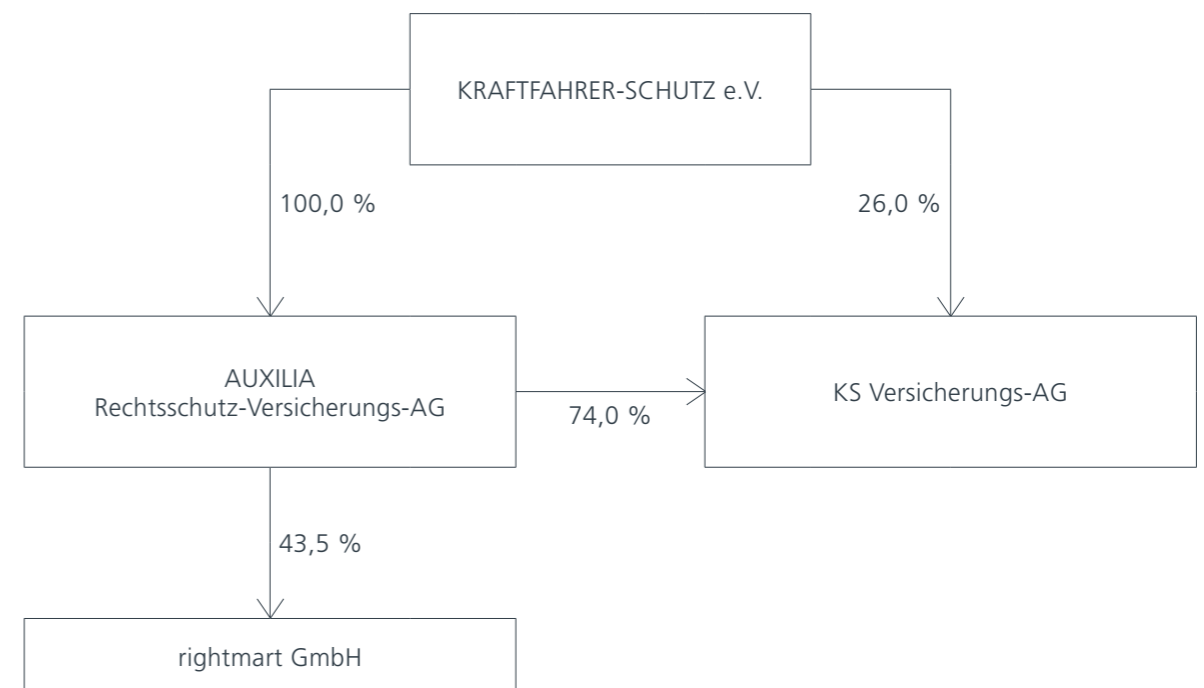 KRAFTFAHRER-SCHUTZ e.V.
100,0 %
26,0 %
AUXILIA
Rechtsschutz-Versicherungs-AG
74,0 %
KS Versicherungs-AG
43,5 %
rightmart GmbH